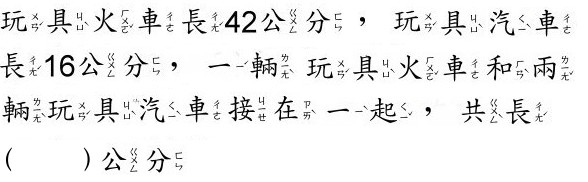 玩具火車長42公分，玩具汽車
長16公分，一輛玩具火車和兩
輛玩具汽車接在一起，共長
(　　)公分